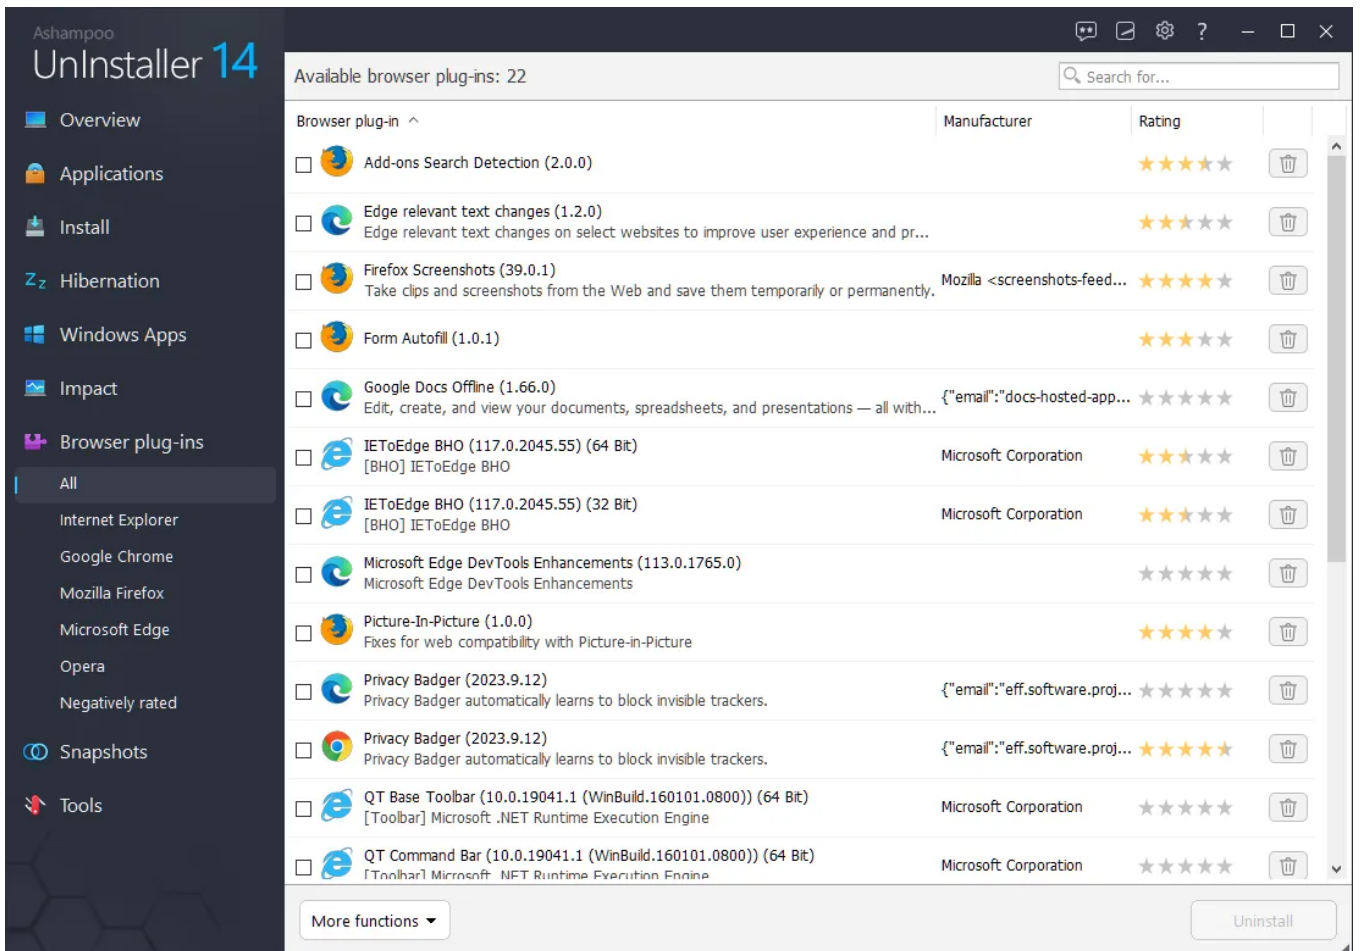 Ashampoo
UnInstaller 14
Overview
Applications
Install
Zz Hibernation
Windows Apps
Impact
Browser plug-ins
All
Internet Explorer
Google Chrome
Mozilla Firefox
Microsoft Edge
Opera
Negatively rated
Snapshots
Tools
?
Available browser plug-ins: 22
Search for...
Browser plug-in Manufacturer Rating
Add-ons Search Detection (2.0.0)
Edge relevant text changes (1.2.0)
Edge relevant text changes on select websites to improve user experience and pr...
Firefox Screenshots (39.0.1)
Take clips and screenshots from the Web and save them temporarily or permanently.
Mozilla <screenshots-feed...
Form Autofill (1.0.1)
Google Docs Offline (1.66.0)
Edit, create, and view your documents, spreadsheets, and presentations — all with...
{"email":"docs-hosted-app...
IEToEdge BHO (117.0.2045.55) (64 Bit)
[BHO] IEToEdge BHO
Microsoft Corporation
IEToEdge BHO (117.0.2045.55) (32 Bit)
[BHO] IEToEdge BHO
Microsoft Corporation
Microsoft Edge DevTools Enhancements (113.0.1765.0)
Microsoft Edge DevTools Enhancements
Picture-In-Picture (1.0.0)
Fixes for web compatibility with Picture-in-Picture
Privacy Badger (2023.9.12)
Privacy Badger automatically learns to block invisible trackers.
{"email":"eff.software.proj...
Privacy Badger (2023.9.12)
Privacy Badger automatically learns to block invisible trackers.
{"email":"eff.software.proj...
QT Base Toolbar (10.0.19041.1 (WinBuild.160101.0800)) (64 Bit)
[Toolbar] Microsoft .NET Runtime Execution Engine
Microsoft Corporation
QT Command Bar (10.0.19041.1 (WinBuild.160101.0800)) (64 Bit)
[Toolbar] Microsoft .NET Runtime Execution Engine
Microsoft Corporation
More functions
Uninstall